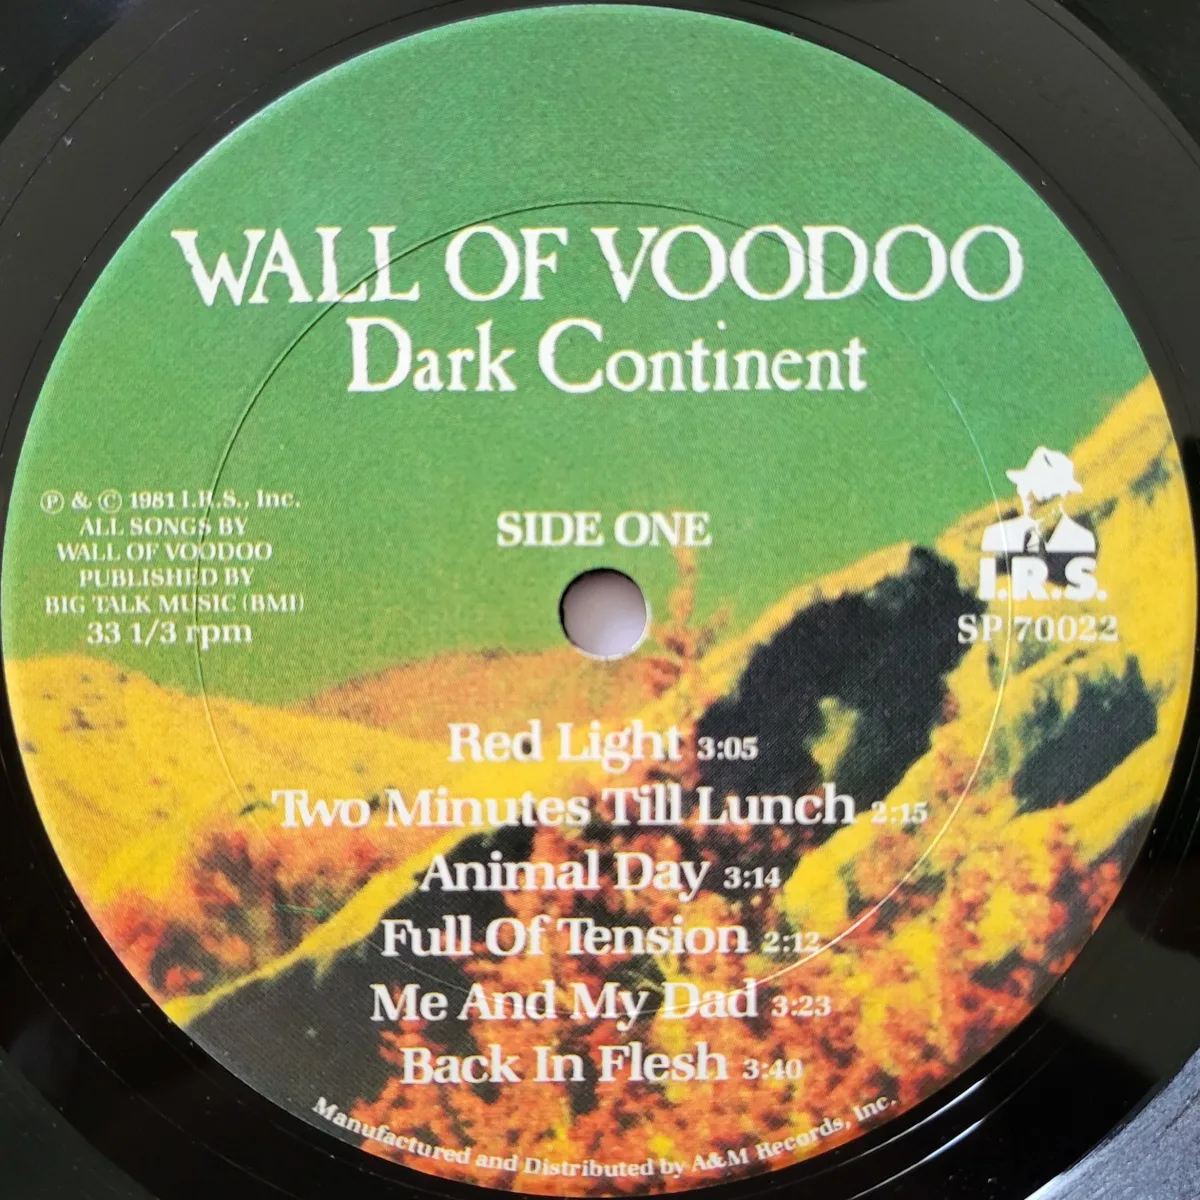 WALL OF VOODOO
Dark Continent
Ⓟ & © 1981 I.R.S., Inc.
ALL SONGS BY
WALL OF VOODOO
PUBLISHED BY
BIG TALK MUSIC (BMI)
33 1/3 rpm
SIDE ONE
I.R.S.
SP 70022
Red Light 3:05
Two Minutes Till Lunch 2:15
Animal Day 3:14
Full Of Tension 2:12
Me And My Dad 3:23
Back In Flesh 3:40
Manufactured and Distributed by A&M Records, Inc.